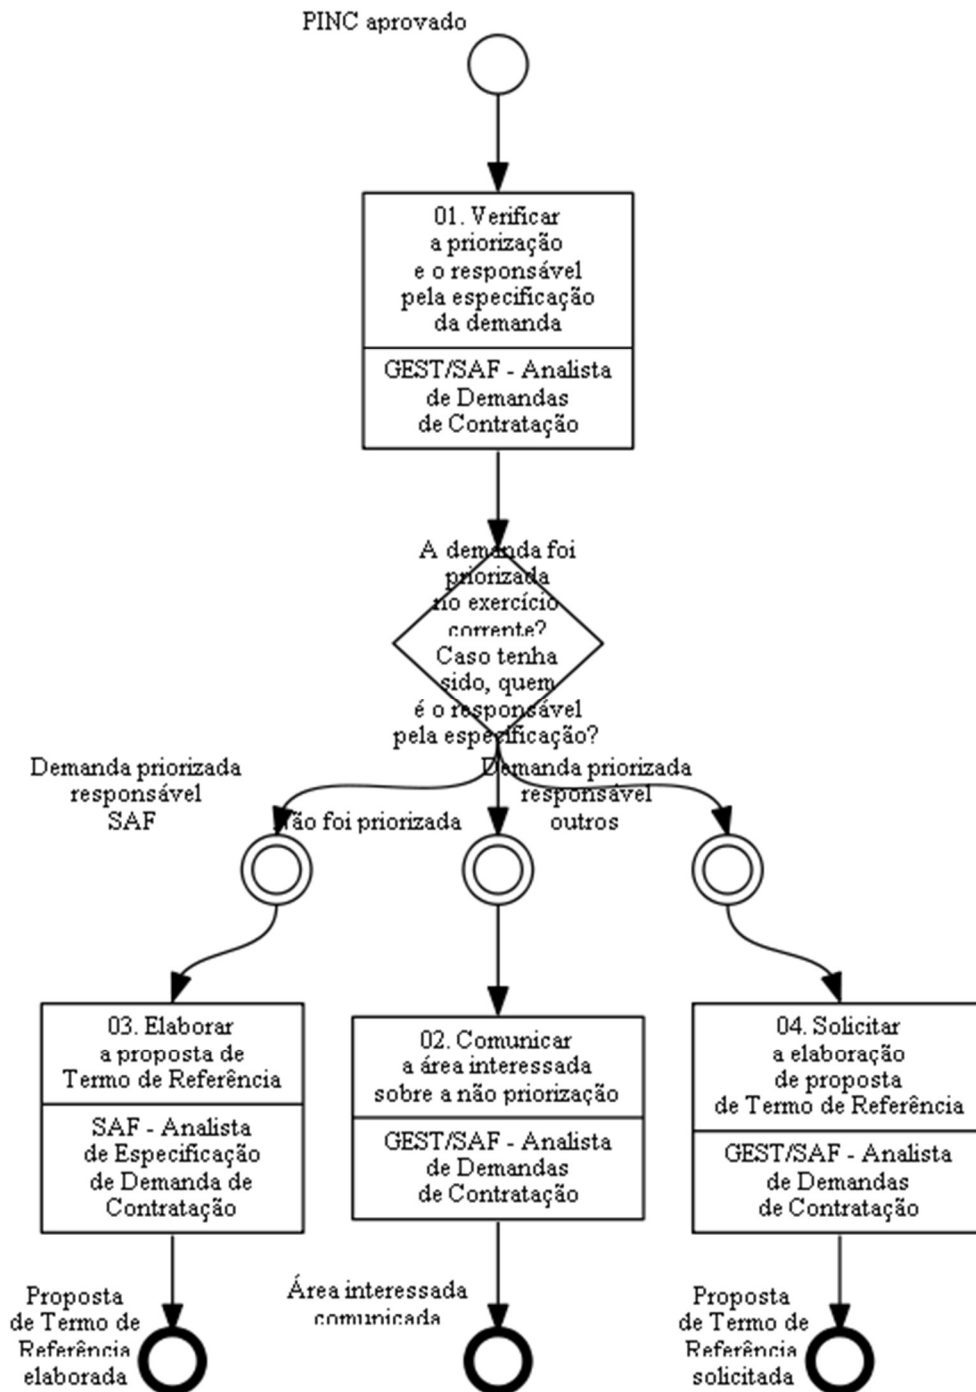 PINC aprovado
01. Verificar
a priorização
e o responsável
pela especificação
da demanda
GEST/SAF - Analista
de Demandas
de Contratação
A demanda foi
priorizada
no exercício
corrente?
Caso tenha
sido, quem
é o responsável
pela especificação?
Demanda priorizada
responsável
SAF
Não foi priorizada
Demanda priorizada
responsável
outros
03. Elaborar
a proposta de
Termo de Referência
SAF - Analista
de Especificação
de Demanda de
Contratação
02. Comunicar
a área interessada
sobre a não priorização
GEST/SAF - Analista
de Demandas
de Contratação
04. Solicitar
a elaboração
de proposta
de Termo de Referência
GEST/SAF - Analista
de Demandas
de Contratação
Proposta
de Termo de
Referência
elaborada
Área interessada
comunicada
Proposta
de Termo de
Referência
solicitada